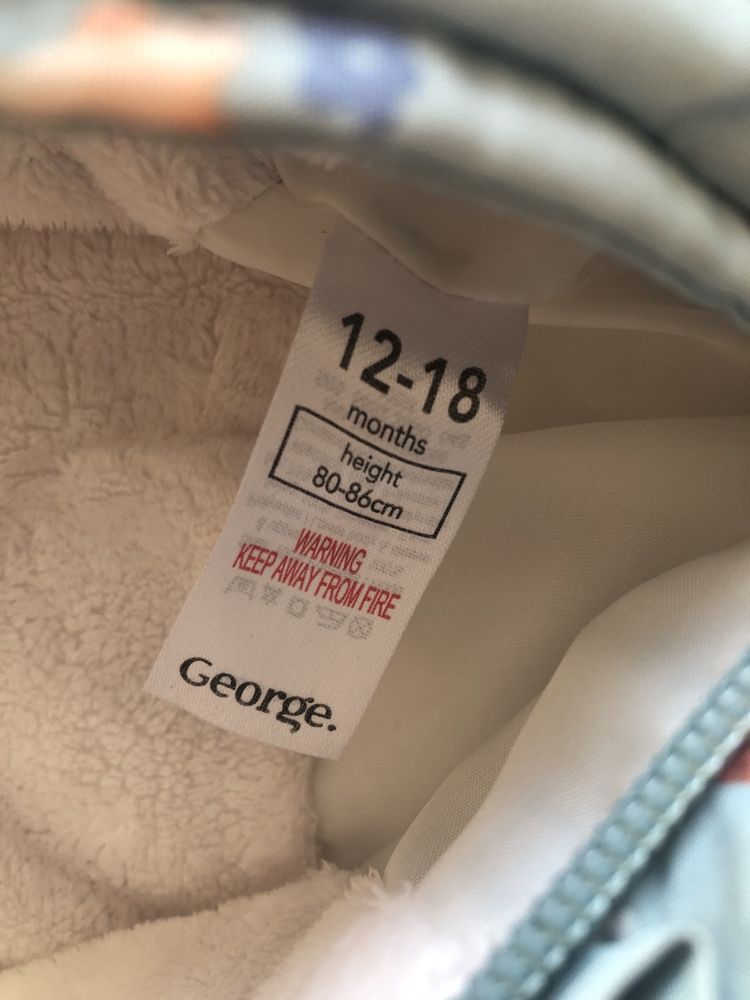 12-18
months
height
80-86cm
WARNING
KEEP AWAY FROM FIRE
George.